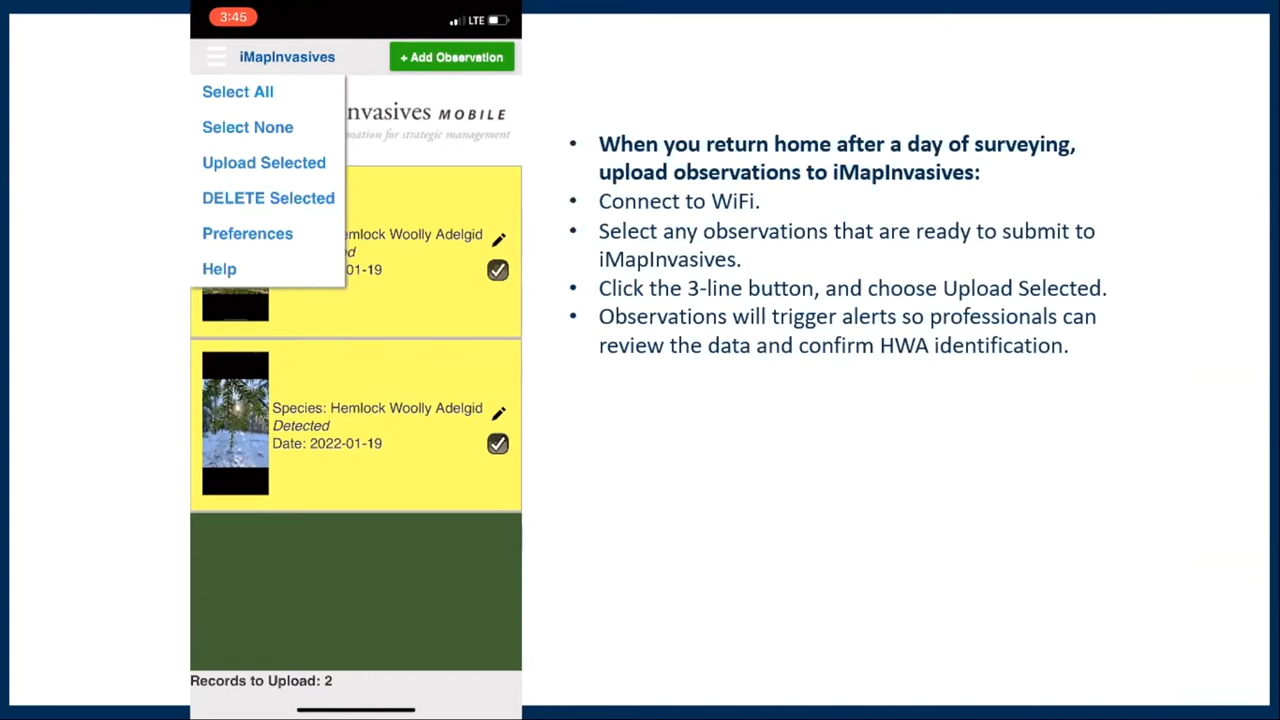 3:45
LTE
iMapInvasives
+ Add Observation
Select All
Select None
Upload Selected
DELETE Selected
Preferences
Help
MOBILE
for strategic management
Woolly Adelgid
01-19
Species: Hemlock Woolly Adelgid
Detected
Date: 2022-01-19
Records to Upload: 2
• When you return home after a day of surveying,
upload observations to iMapInvasives:
• Connect to WiFi.
• Select any observations that are ready to submit to
iMapInvasives.
• Click the 3-line button, and choose Upload Selected.
• Observations will trigger alerts so professionals can
review the data and confirm HWA identification.